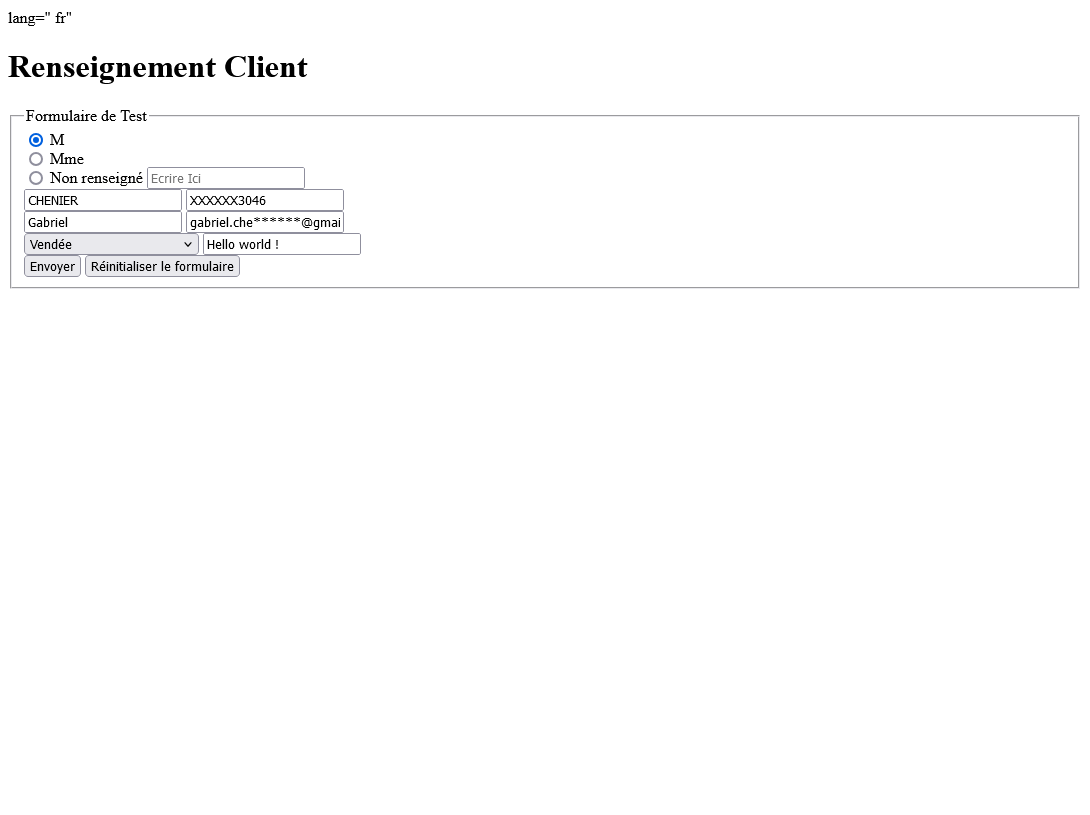 lang=" fr"
Renseignement Client
Formulaire de Test
M
Mme
Non renseigné Ecrire Ici
CHENIER XXXXXX3046
Gabriel gabriel.che******@gmai
Vendée Hello world !
Envoyer Réinitialiser le formulaire